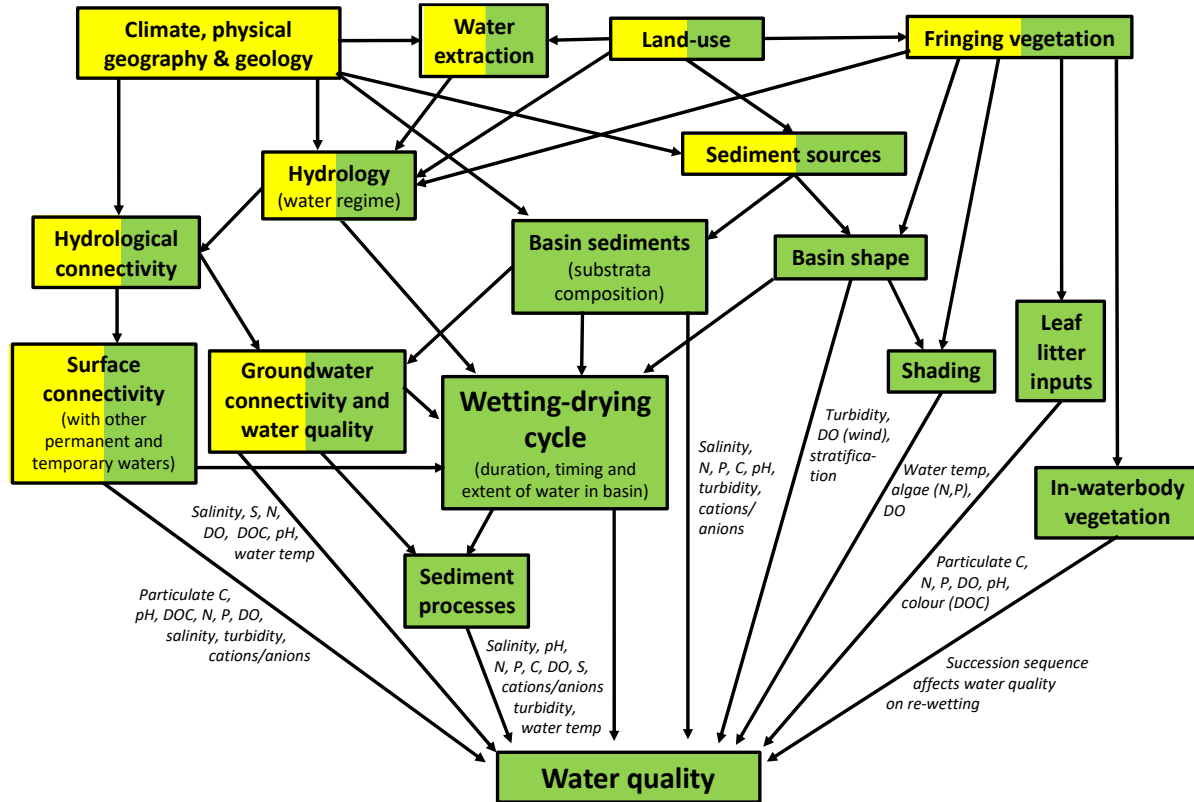 Climate, physical
geography & geology
Water
extraction
Land-use
Fringing vegetation
Sediment sources
Hydrology
(water regime)
Hydrological
connectivity
Basin sediments
(substrata
composition)
Basin shape
Leaf
litter
inputs
Surface
connectivity
(with other
permanent and
temporary waters)
Groundwater
connectivity and
water quality
Wetting-drying
cycle
(duration, timing and
extent of water in basin)
Shading
In-waterbody
vegetation
Salinity,
N, P, C, pH,
turbidity,
cations/
anions
Turbidity,
DO (wind),
stratifica-
tion
Water temp,
algae (N,P),
DO
Salinity, S, N,
DO, DOC, pH,
water temp
Sediment
processes
Particulate C,
pH, DOC, N, P, DO,
salinity, turbidity,
cations/anions
Particulate C,
N, P, DO, pH,
colour (DOC)
Salinity, pH,
N, P, C, DO, S,
cations/anions
turbidity,
water temp
Succession sequence
affects water quality
on re-wetting
Water quality